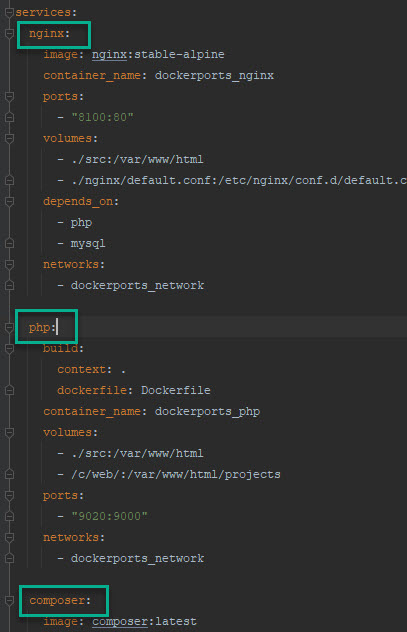 services:
nginx:
image: nginx:stable-alpine
container_name: dockerports_nginx
ports:
- "8100:80"
volumes:
- ./src:/var/www/html
- ./nginx/default.conf:/etc/nginx/conf.d/default.c
depends_on:
- php
- mysql
networks:
- dockerports_network
php:
build:
context: .
dockerfile: Dockerfile
container_name: dockerports_php
volumes:
- ./src:/var/www/html
- /c/web/:/var/www/html/projects
ports:
- "9020:9000"
networks:
- dockerports_network
composer:
image: composer:latest